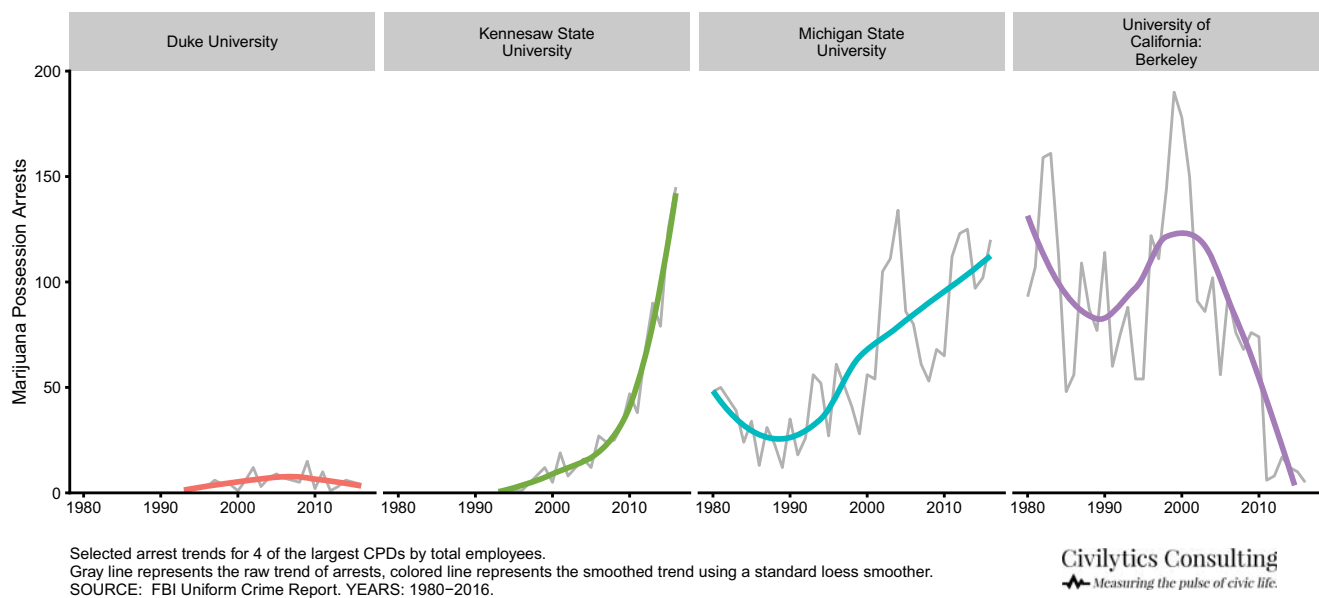 Duke University
Kennesaw State
University
Michigan State
University
University of
California:
Berkeley
Marijuana Possession Arrests
200
150
100
50
0
1980 1990 2000 2010
1980 1990 2000 2010
1980 1990 2000 2010
1980 1990 2000 2010
Selected arrest trends for 4 of the largest CPDs by total employees.
Gray line represents the raw trend of arrests, colored line represents the smoothed trend using a standard loess smoother.
SOURCE: FBI Uniform Crime Report. YEARS: 1980−2016.
Civilytics Consulting
Measuring the pulse of civic life.